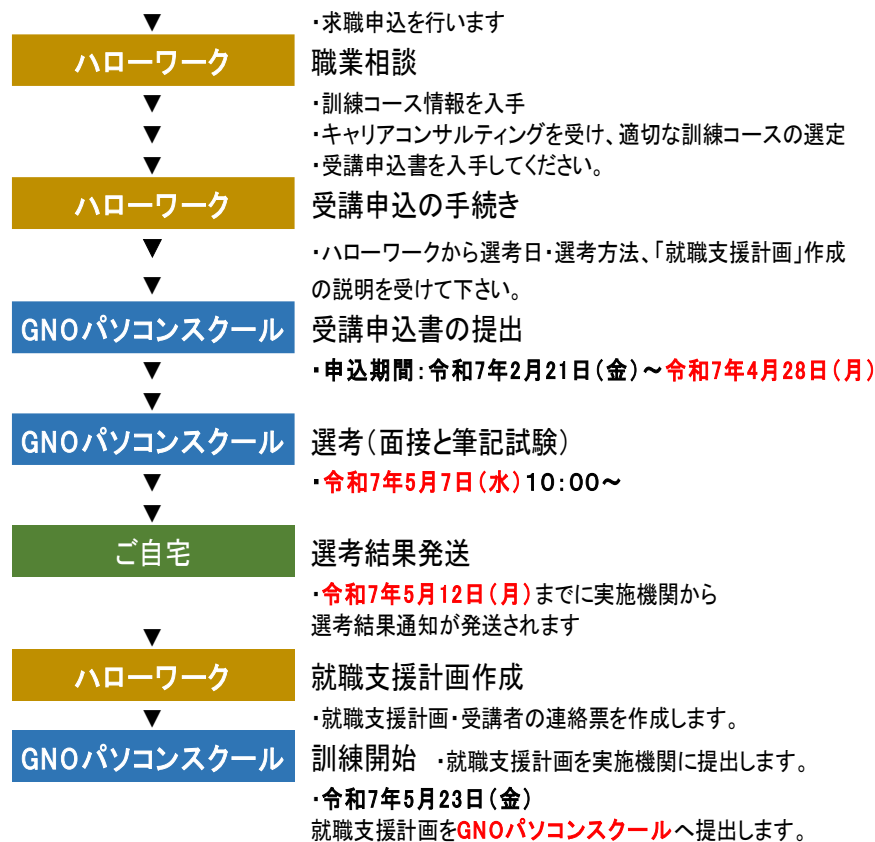 ▼ ・求職申込を行います
ハローワーク 職業相談
▼ ・訓練コース情報を入手
▼ ・キャリアコンサルティングを受け、適切な訓練コースの選定
▼ ・受講申込書を入手してください。
ハローワーク 受講申込の手続き
▼ ・ハローワークから選考日・選考方法、「就職支援計画」作成
▼ の説明を受けて下さい。
GNOパソコンスクール 受講申込書の提出
▼ ・申込期間：令和7年2月21日（金）～令和7年4月28日（月）
▼
GNOパソコンスクール 選考（面接と筆記試験）
▼ ・令和7年5月7日（水）１０：００～
▼
ご自宅 選考結果発送
・令和7年5月12日（月）までに実施機関から
▼ 選考結果通知が発送されます
ハローワーク 就職支援計画作成
▼ ・就職支援計画・受講者の連絡票を作成します。
GNOパソコンスクール 訓練開始 ・就職支援計画を実施機関に提出します。
・令和7年5月23日（金）
就職支援計画をGNOパソコンスクールへ提出します。